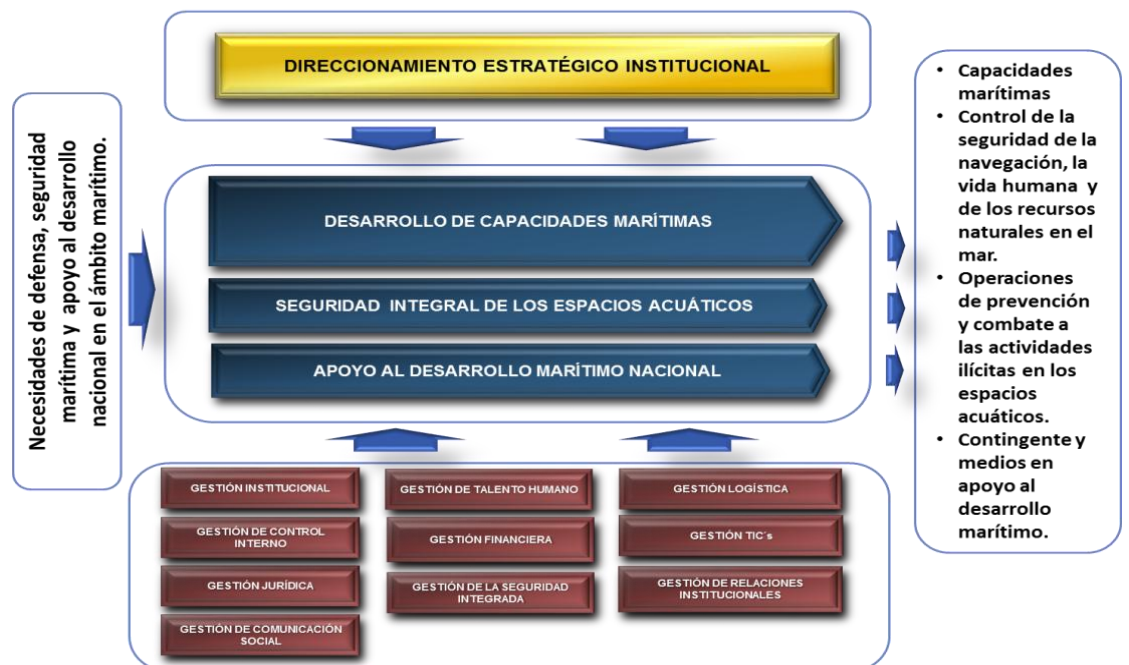 DIRECCIONAMIENTO ESTRATÉGICO INSTITUCIONAL
Necesidades de defensa, seguridad
marítima y apoyo al desarrollo
nacional en el ámbito marítimo.
DESARROLLO DE CAPACIDADES MARÍTIMAS
SEGURIDAD INTEGRAL DE LOS ESPACIOS ACUÁTICOS
APOYO AL DESARROLLO MARÍTIMO NACIONAL
GESTIÓN INSTITUCIONAL
GESTIÓN DE CONTROL
INTERNO
GESTIÓN JURÍDICA
GESTIÓN DE COMUNICACIÓN
SOCIAL
GESTIÓN DE TALENTO HUMANO
GESTIÓN FINANCIERA
GESTIÓN DE LA SEGURIDAD
INTEGRADA
GESTIÓN LOGÍSTICA
GESTIÓN TIC´s
GESTIÓN DE RELACIONES
INSTITUCIONALES
• Capacidades
marítimas
• Control de la
seguridad de la
navegación, la
vida humana y
de los recursos
naturales en el
mar.
• Operaciones
de prevención
y combate a
las actividades
ilícitas en los
espacios
acuáticos.
• Contingente y
medios en
apoyo al
desarrollo
marítimo.